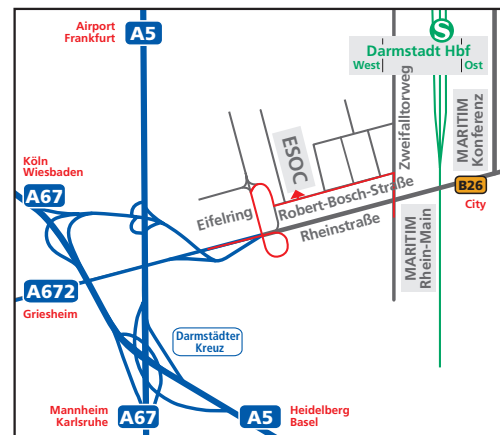 Airport
Frankfurt
A5
S
Darmstadt Hbf
West
Ost
Zweifalltorweg
MARITIM
Konferenz
ESOC
Köln
Wiesbaden
A67
Eifelring
Robert-Bosch-Straße
Rheinstraße
B26
City
MARITIM
Rhein-Main
A672
Griesheim
Darmstädter
Kreuz
Mannheim
Karlsruhe
A67
A5
Heidelberg
Basel